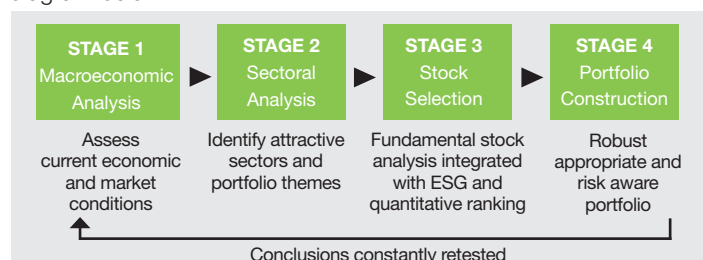 STAGE 1
Macroeconomic
Analysis
STAGE 2
Sectoral
Analysis
STAGE 3
Stock
Selection
STAGE 4
Portfolio
Construction
Assess
current economic
and market
conditions
Identify attractive
sectors and
portfolio themes
Fundamental stock
analysis integrated
with ESG and
quantitative ranking
Robust
appropriate and
risk aware
portfolio
Conclusions constantly retested